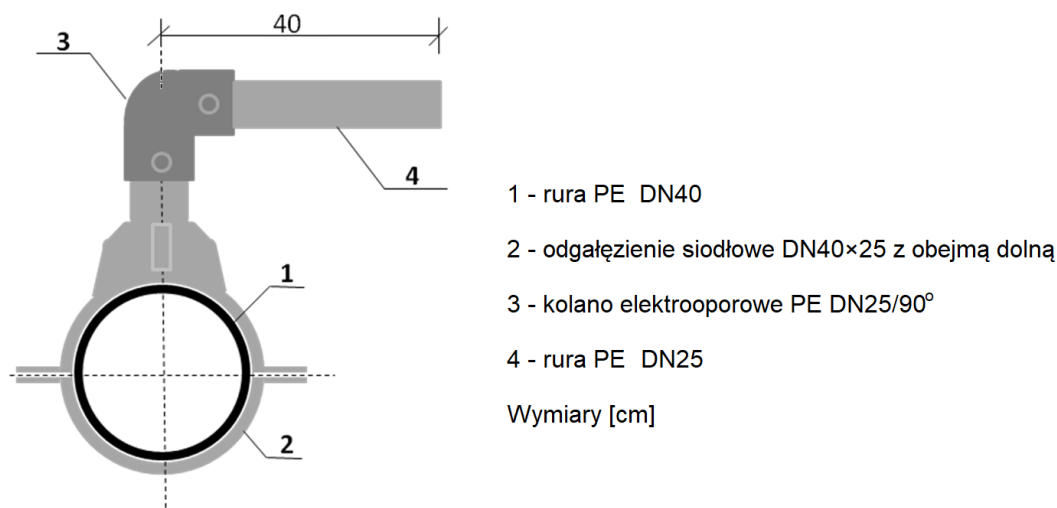 40
3
4
1
2
1 - rura PE DN40
2 - odgałęzienie siodłowe DN40×25 z obejmą dolną
3 - kolano elektrooporowe PE DN25/90°
4 - rura PE DN25
Wymiary [cm]